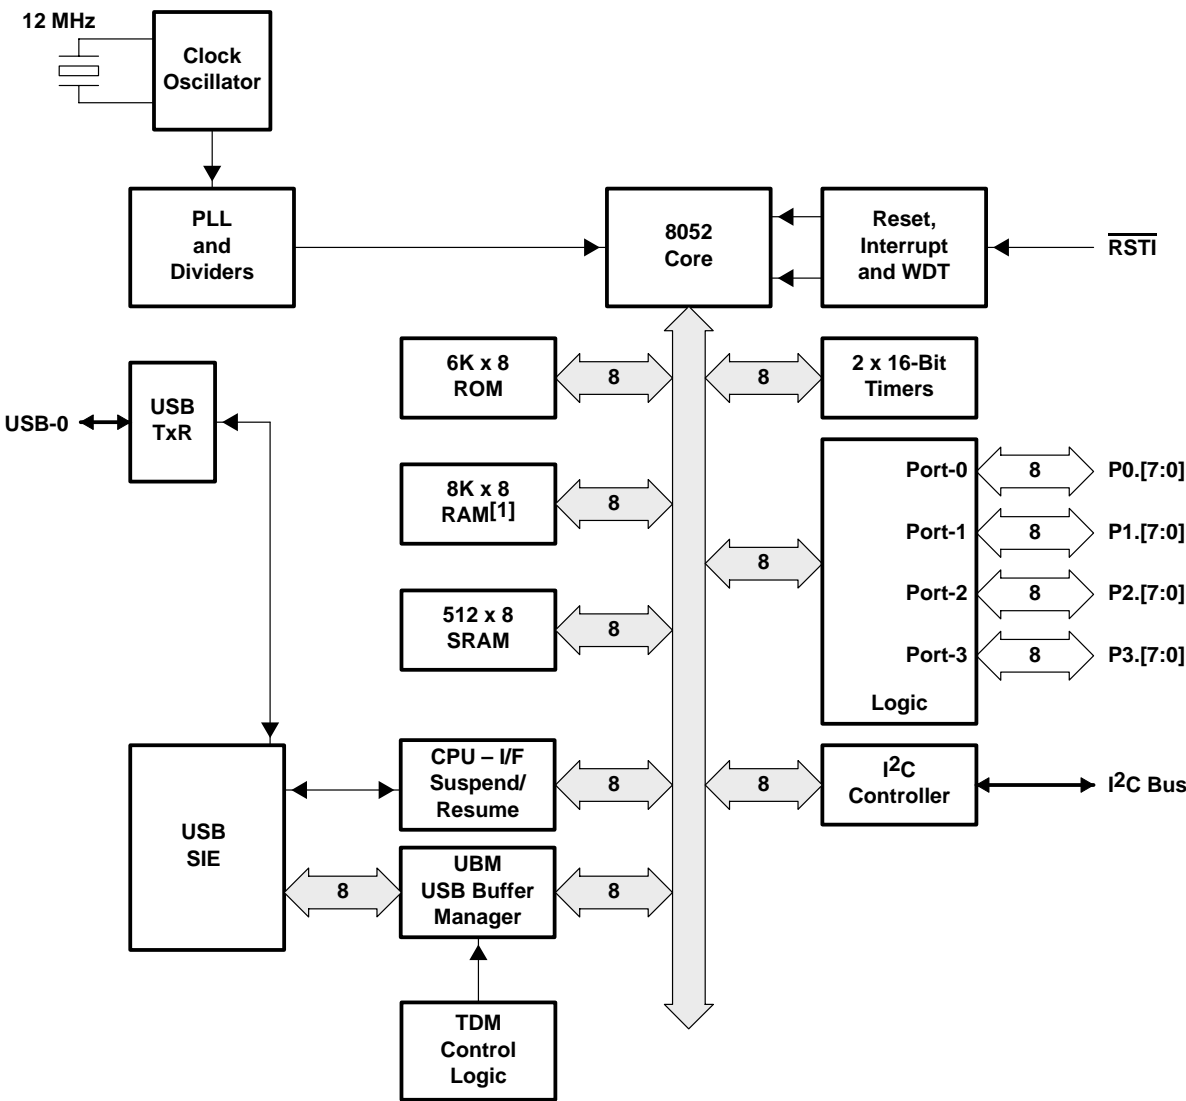 12 MHz
Clock
Oscillator
PLL
and
Dividers
8052
Core
Reset,
Interrupt
and WDT
RSTI
6K x 8
ROM
8
8
2 x 16-Bit
Timers
USB-0
USB
TxR
8K x 8
RAM[1]
8
8
Port-0
8
P0.[7:0]
Port-1
8
P1.[7:0]
Port-2
8
P2.[7:0]
Port-3
8
P3.[7:0]
Logic
512 x 8
SRAM
8
USB
SIE
CPU – I/F
Suspend/
Resume
8
8
I2C
Controller
I2C Bus
8
UBM
USB Buffer
Manager
8
TDM
Control
Logic